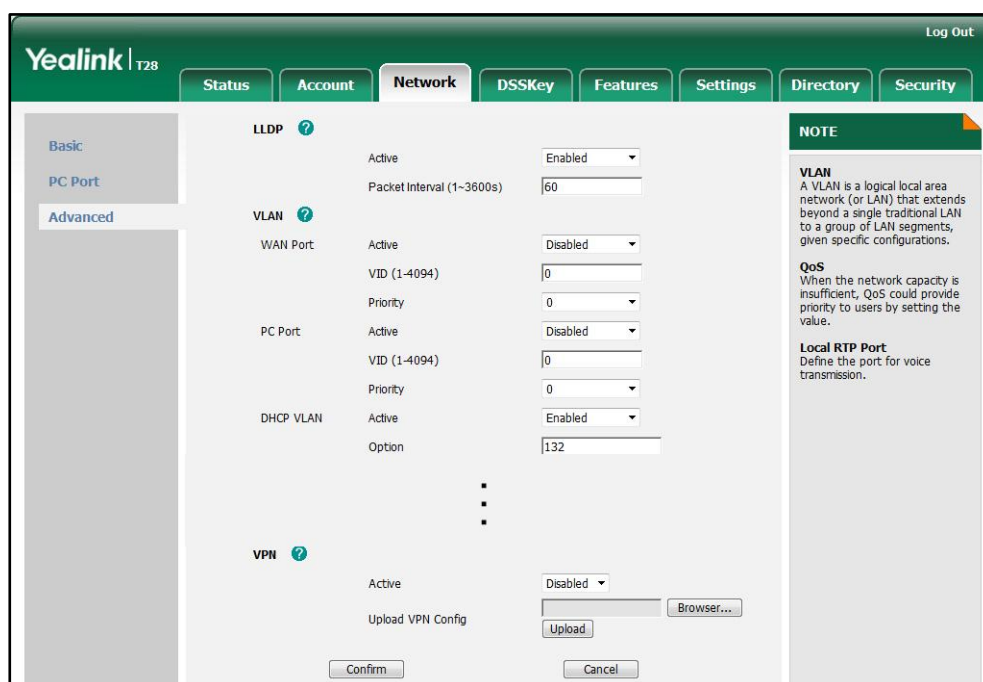 Log Out
Yealink T28
Status Account Network DSSKey Features Settings Directory Security
Basic
PC Port
Advanced
LLDP ?
Active Enabled
Packet Interval (1~3600s) 60
VLAN ?
WAN Port Active Disabled
VID (1-4094) 0
Priority 0
PC Port Active Disabled
VID (1-4094) 0
Priority 0
DHCP VLAN Active Enabled
Option 132
VPN ?
Active Disabled
Upload VPN Config Browser...
Upload
Confirm Cancel
NOTE
VLAN
A VLAN is a logical local area
network (or LAN) that extends
beyond a single traditional LAN
to a group of LAN segments,
given specific configurations.
QoS
When the network capacity is
insufficient, QoS could provide
priority to users by setting the
value.
Local RTP Port
Define the port for voice
transmission.